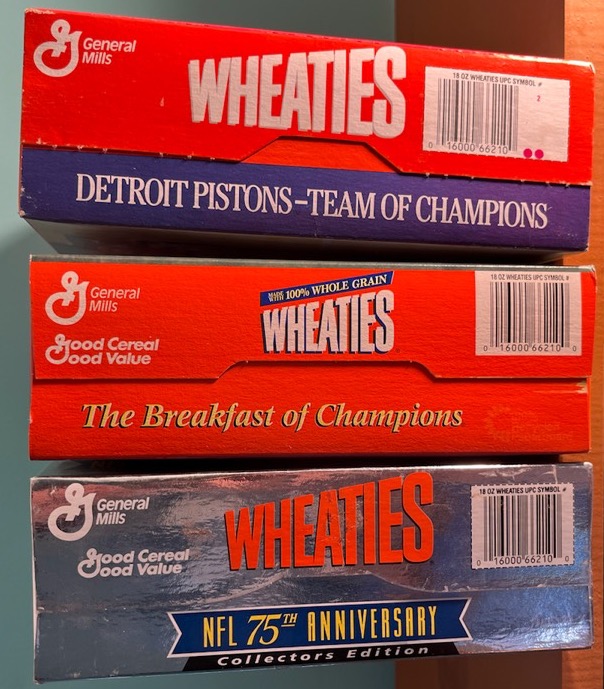 General
Mills
WHEATIES
18 OZ WHEATIES UPC SYMBOL #
2
0 16000 66210
DETROIT PISTONS-TEAM OF CHAMPIONS
General
Mills
Good Cereal
Good Value
MADE WITH 100% WHOLE GRAIN
WHEATIES
18 OZ WHEATIES UPC SYMBOL #
0 16000 66210 0
The Breakfast of Champions
General
Mills
Good Cereal
Good Value
WHEATIES
18 OZ WHEATIES UPC SYMBOL #
0 16000 66210 0
NFL 75TH ANNIVERSARY
Collectors Edition